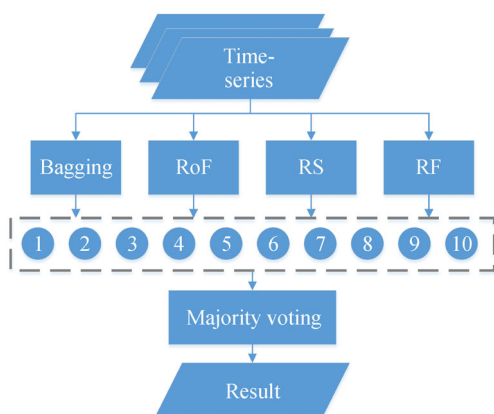 Time-
series
Bagging RoF RS RF
1 2 3 4 5 6 7 8 9 10
Majority voting
Result